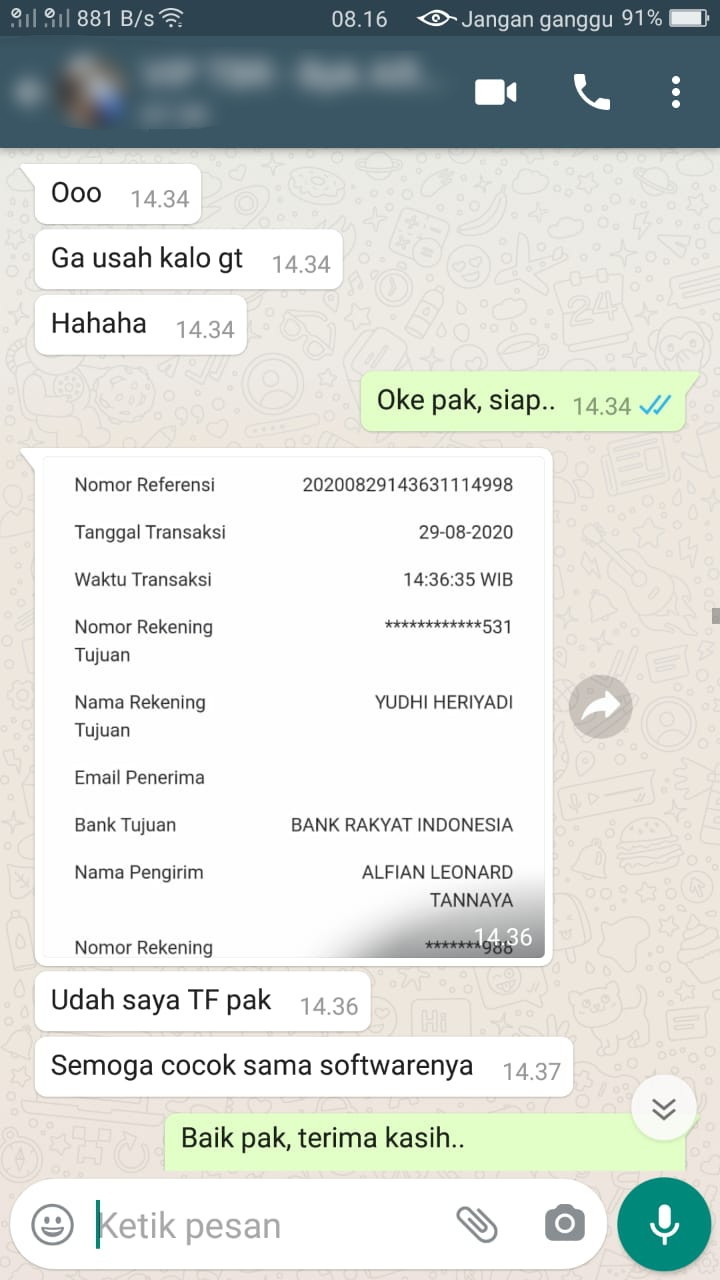 881 B/s 08.16 Jangan ganggu 91%
Ooo 14.34
Ga usah kalo gt 14.34
Hahaha 14.34
Oke pak, siap.. 14.34
Nomor Referensi 20200829143631114998
Tanggal Transaksi 29-08-2020
Waktu Transaksi 14:36:35 WIB
Nomor Rekening ************531
Tujuan
Nama Rekening YUDHI HERIYADI
Tujuan
Email Penerima
Bank Tujuan BANK RAKYAT INDONESIA
Nama Pengirim ALFIAN LEONARD
TANNAYA
14.36
Nomor Rekening *******988
Udah saya TF pak 14.36
Semoga cocok sama softwarenya 14.37
Baik pak, terima kasih..
Ketik pesan